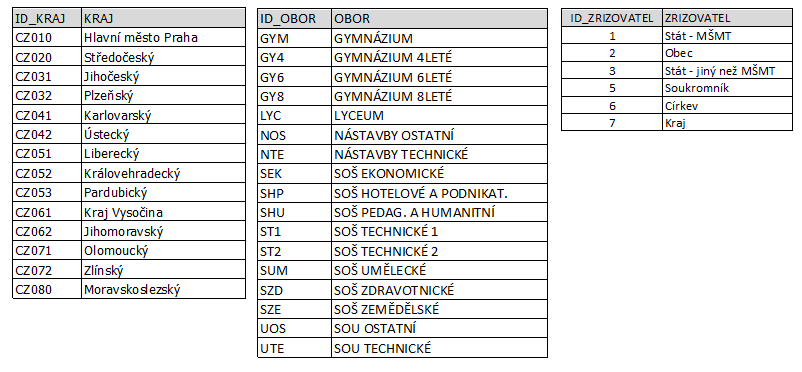 ID_KRAJ KRAJ
CZ010 Hlavní město Praha
CZ020 Středočeský
CZ031 Jihočeský
CZ032 Plzeňský
CZ041 Karlovarský
CZ042 Ústecký
CZ051 Liberecký
CZ052 Královehradecký
CZ053 Pardubický
CZ061 Kraj Vysočina
CZ062 Jihomoravský
CZ071 Olomoucký
CZ072 Zlínský
CZ080 Moravskoslezský
ID_OBOR OBOR
GYM GYMNÁZIUM
GY4 GYMNÁZIUM 4LETÉ
GY6 GYMNÁZIUM 6LETÉ
GY8 GYMNÁZIUM 8LETÉ
LYC LYCEUM
NOS NÁSTAVBY OSTATNÍ
NTE NÁSTAVBY TECHNICKÉ
SEK SOŠ EKONOMICKÉ
SHP SOŠ HOTELOVÉ A PODNIKAT.
SHU SOŠ PEDAG. A HUMANITNÍ
ST1 SOŠ TECHNICKÉ 1
ST2 SOŠ TECHNICKÉ 2
SUM SOŠ UMĚLECKÉ
SZD SOŠ ZDRAVOTNICKÉ
SZE SOŠ ZEMĚDĚLSKÉ
UOS SOU OSTATNÍ
UTE SOU TECHNICKÉ
ID_ZRIZOVATEL ZRIZOVATEL
1 Stát - MŠMT
2 Obec
3 Stát - jiný než MŠMT
5 Soukromník
6 Církev
7 Kraj